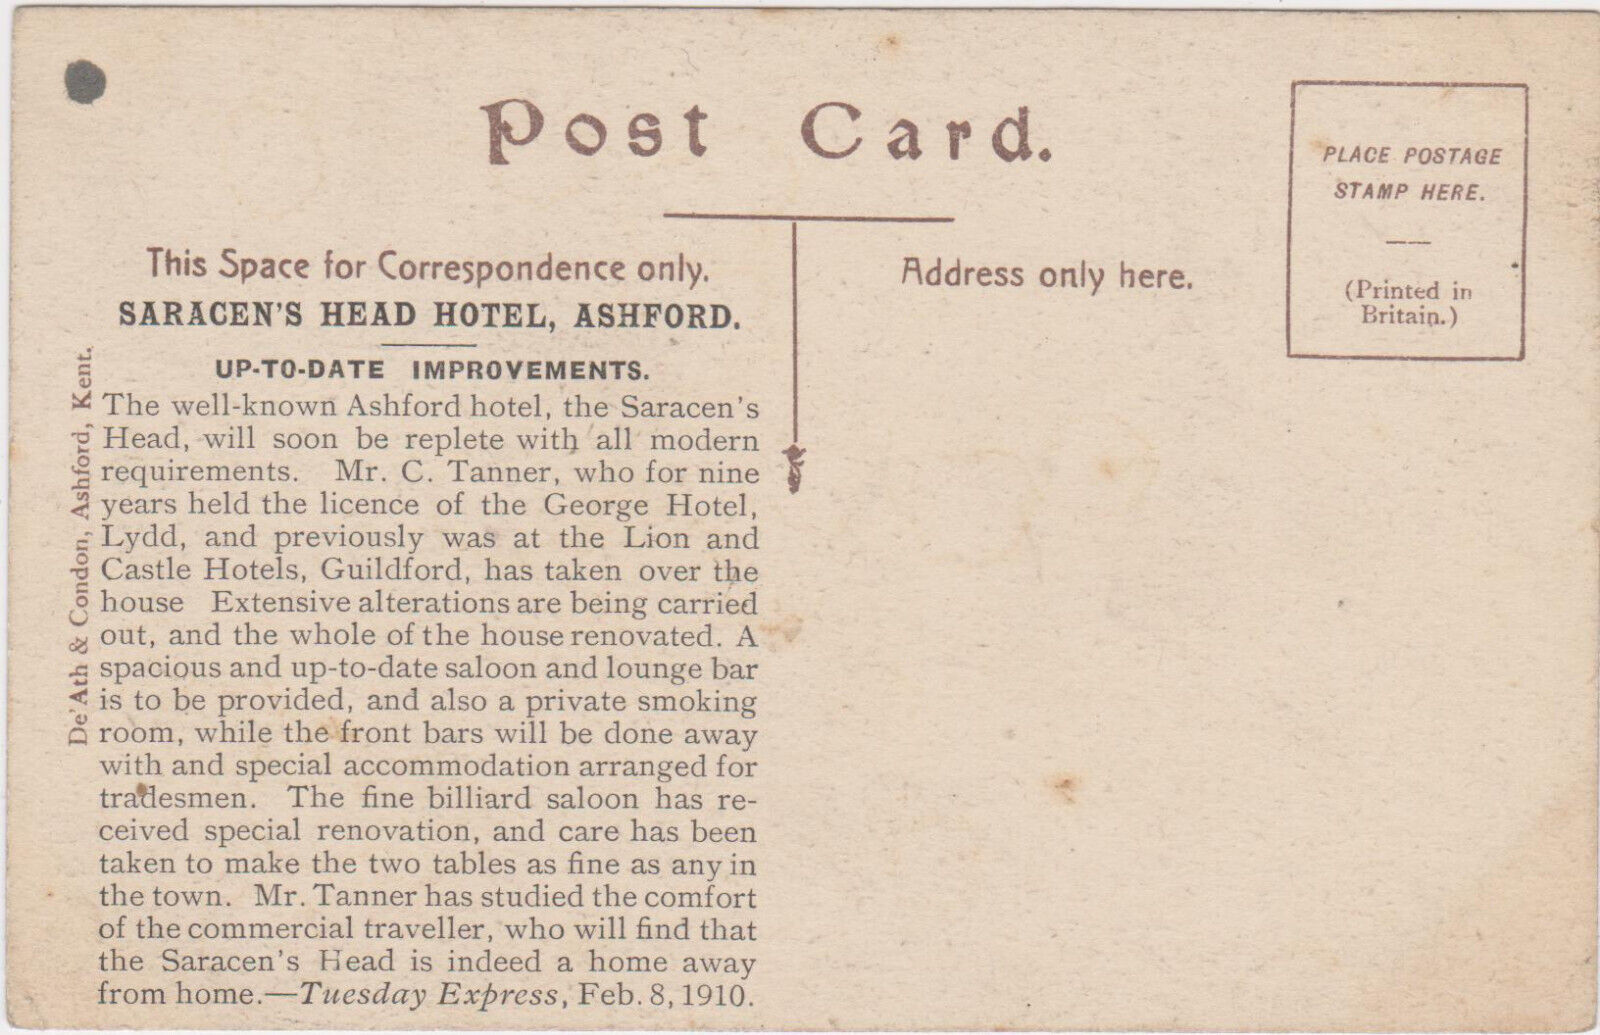 Post Card.
PLACE POSTAGE
STAMP HERE.
(Printed in
Britain.)
This Space for Correspondence only.
Address only here.
SARACEN'S HEAD HOTEL, ASHFORD.
UP-TO-DATE IMPROVEMENTS.
The well-known Ashford hotel, the Saracen's
Head, will soon be replete with all modern
requirements. Mr. C. Tanner, who for nine
years held the licence of the George Hotel,
Lydd, and previously was at the Lion and
Castle Hotels, Guildford, has taken over the
house Extensive alterations are being carried
out, and the whole of the house renovated. A
spacious and up-to-date saloon and lounge bar
is to be provided, and also a private smoking
room, while the front bars will be done away
with and special accommodation arranged for
tradesmen. The fine billiard saloon has re-
ceived special renovation, and care has been
taken to make the two tables as fine as any in
the town. Mr. Tanner has studied the comfort
of the commercial traveller, who will find that
the Saracen's Head is indeed a home away
from home.—Tuesday Express, Feb. 8, 1910.
De'Ath & Condon, Ashford, Kent.